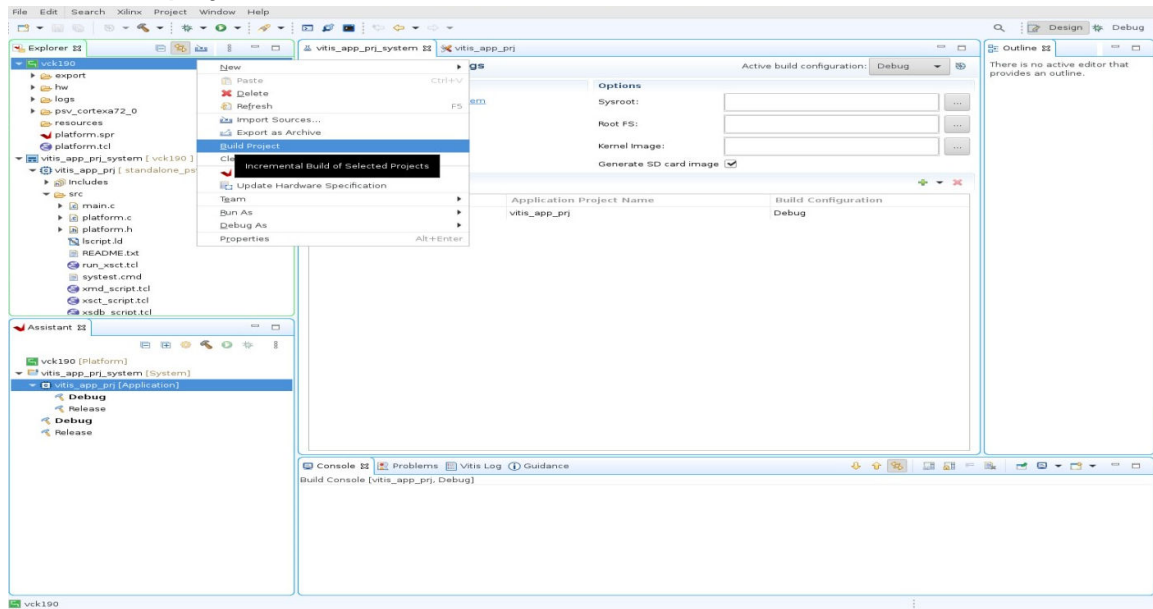 File Edit Search Xilinx Project Window Help
Design Debug
Explorer
vck190
export
hw
logs
psv_cortexa72_0
resources
platform.spr
platform.tcl
vitis_app_prj_system [ vck190 ]
vitis_app_prj [ standalone_ps
Includes
src
main.c
platform.c
platform.h
lscript.ld
README.txt
run_xsct.tcl
systest.cmd
xmd_script.tcl
xsct_script.tcl
xsdb_script.tcl
New
Paste Ctrl+V
Delete
Refresh F5
Import Sources...
Export as Archive
Build Project
Cle
Incremental Build of Selected Projects
Update Hardware Specification
Team
Run As
Debug As
Properties Alt+Enter
vitis_app_prj_system vitis_app_prj
gs
Active build configuration: Debug
em
Options
Sysroot: ...
Root FS: ...
Kernel Image: ...
Generate SD card image
Application Project Name Build Configuration
vitis_app_prj Debug
Outline
There is no active editor that
provides an outline.
Assistant
vck190 [Platform]
vitis_app_prj_system [System]
vitis_app_prj [Application]
Debug
Release
Debug
Release
Console Problems Vitis Log Guidance
Build Console [vitis_app_prj, Debug]
vck190